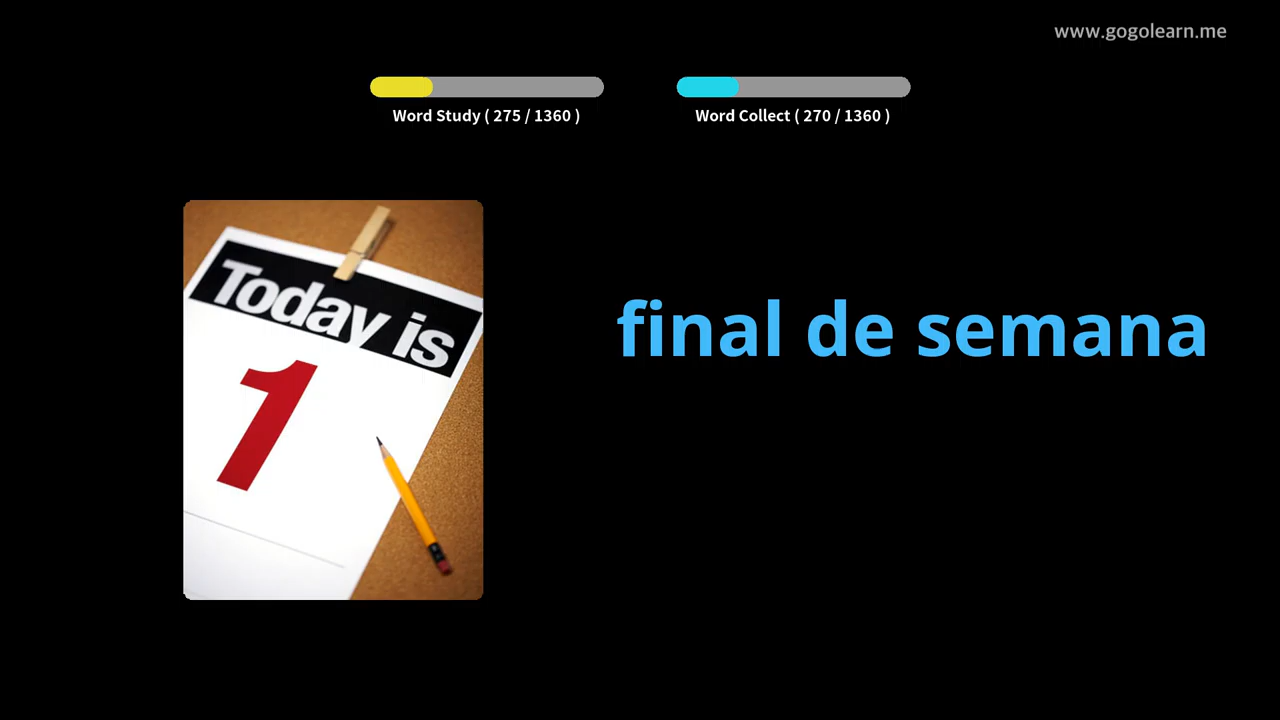 www.gogolearn.me
Word Study ( 275 / 1360 )
Word Collect ( 270 / 1360 )
Today is
1
final de semana